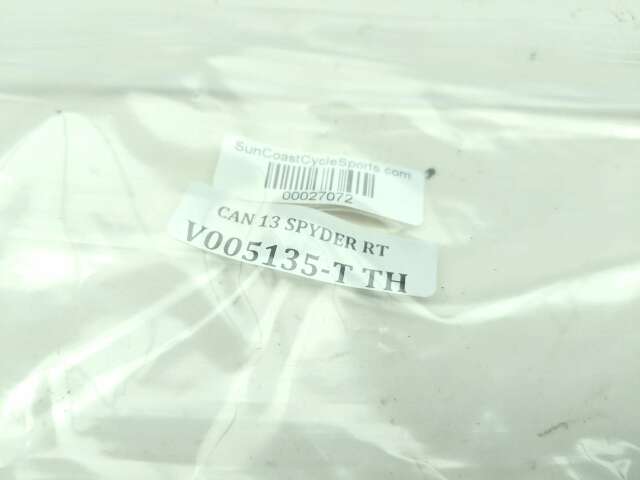 SunCoastCycleSports.com
00027072
CAN 13 SPYDER RT
V005135-T TH